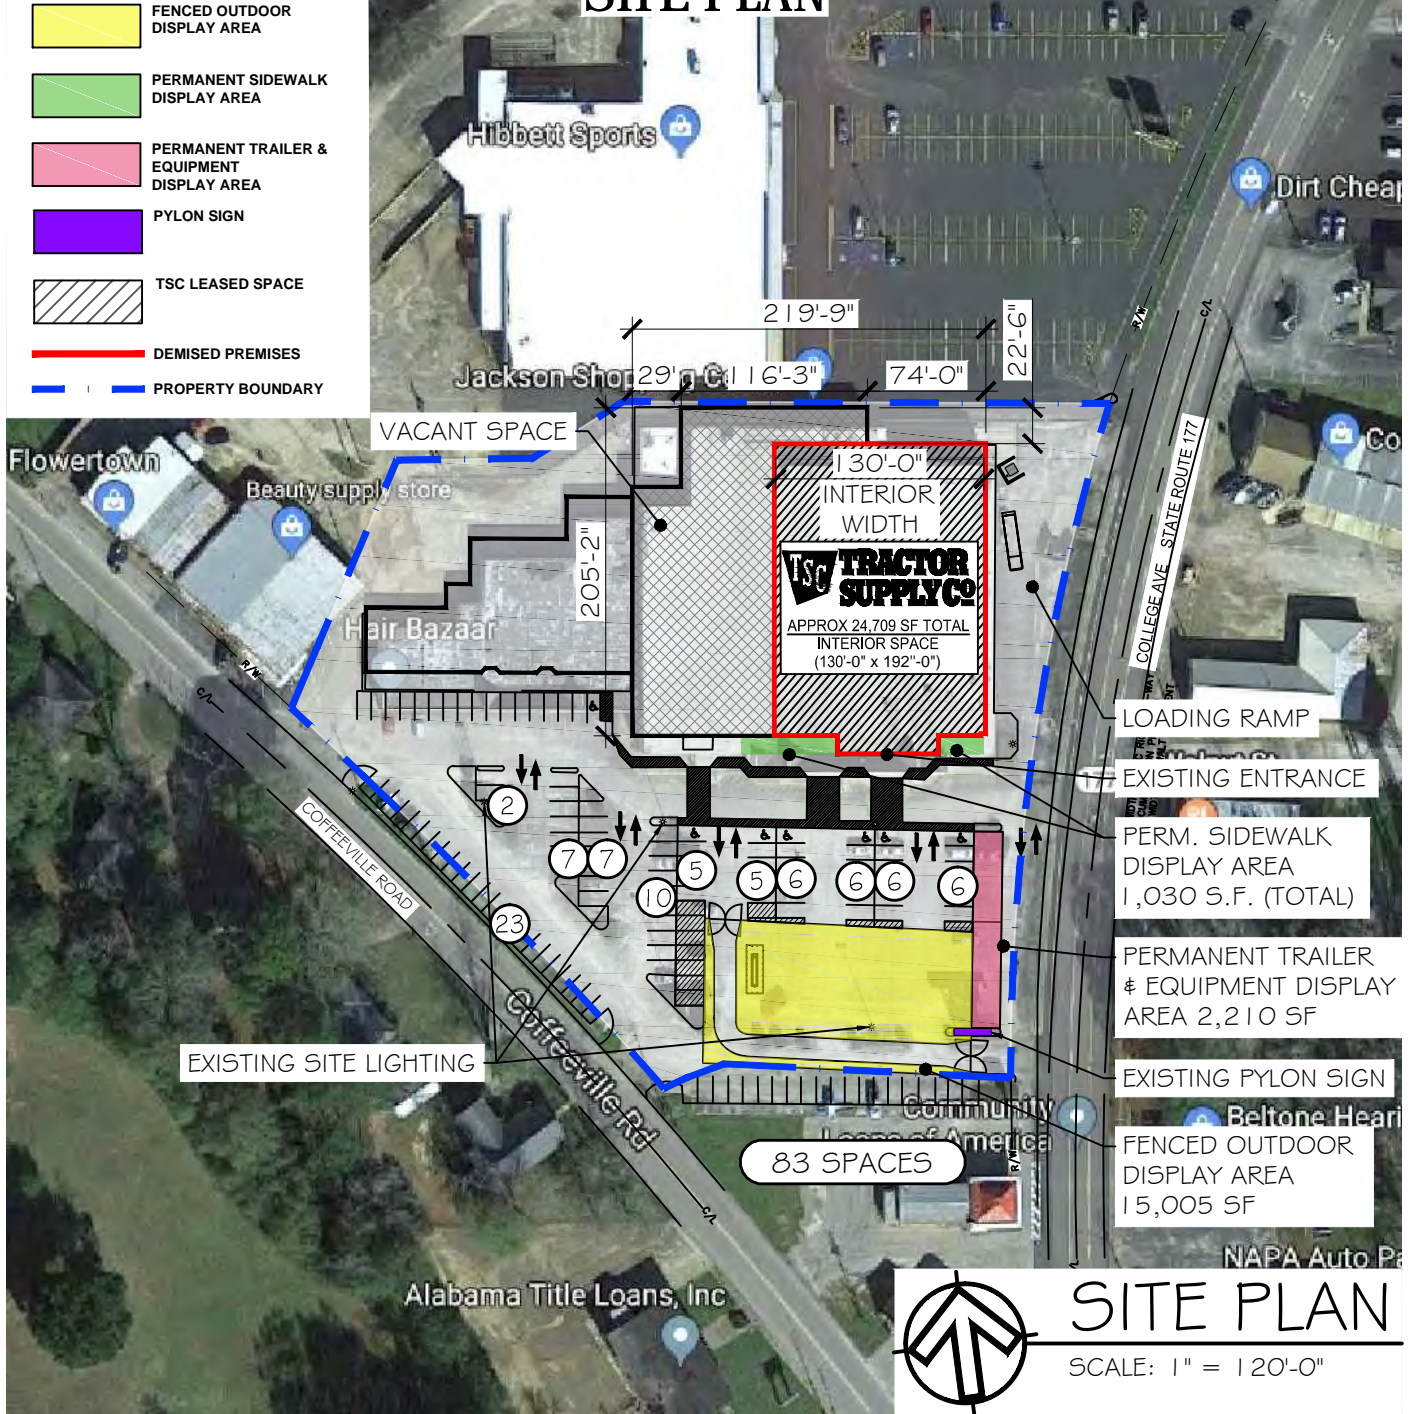 SITE PLAN
FENCED OUTDOOR
DISPLAY AREA
PERMANENT SIDEWALK
DISPLAY AREA
PERMANENT TRAILER &
EQUIPMENT
DISPLAY AREA
PYLON SIGN
TSC LEASED SPACE
DEMISED PREMISES
PROPERTY BOUNDARY
Hibbett Sports
Dirt Cheap
219'-9"
22'-6"
R/W
C/L
Jackson Shop
29'
116'-3"
74'-0"
VACANT SPACE
Flowertown
Beauty supply store
Co
130'-0"
INTERIOR
WIDTH
205'-2"
COLLEGE AVE STATE ROUTE 177
TSC TRACTOR
SUPPLY CO
APPROX 24,709 SF TOTAL
INTERIOR SPACE
(130'-0" x 192"-0")
Hair Bazaar
R/W
C/L
LOADING RAMP
EXISTING ENTRANCE
2
COFFEEVILLE ROAD
7
7
5
5
6
6
6
6
10
23
PERM. SIDEWALK
DISPLAY AREA
1,030 S.F. (TOTAL)
PERMANENT TRAILER
& EQUIPMENT DISPLAY
AREA 2,210 SF
EXISTING SITE LIGHTING
Coffeeville Rd
EXISTING PYLON SIGN
Community
Loans of America
Beltone Heari
83 SPACES
R/W
FENCED OUTDOOR
DISPLAY AREA
15,005 SF
C/L
NAPA Auto Pa
Alabama Title Loans, Inc
SITE PLAN
SCALE: 1" = 120'-0"